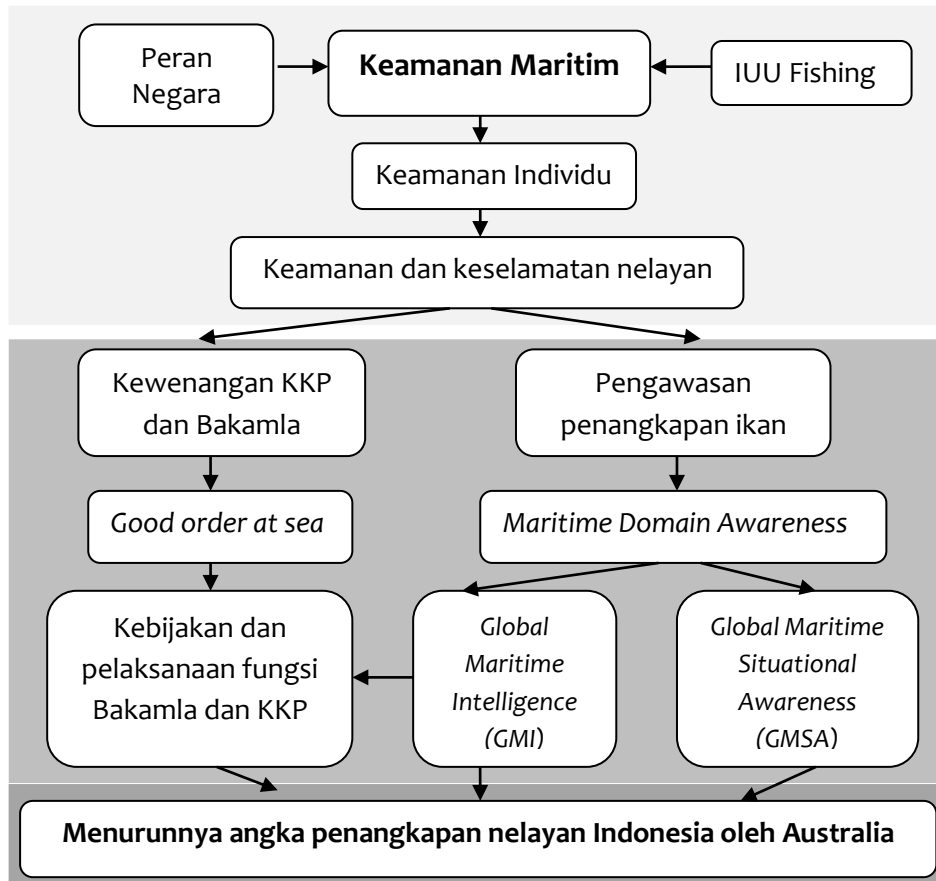 Peran
Negara
Keamanan Maritim
IUU Fishing
Keamanan Individu
Keamanan dan keselamatan nelayan
Kewenangan KKP
dan Bakamla
Pengawasan
penangkapan ikan
Good order at sea
Maritime Domain Awareness
Kebijakan dan
pelaksanaan fungsi
Bakamla dan KKP
Global
Maritime
Intelligence
(GMI)
Global Maritime
Situational
Awareness
(GMSA)
Menurunnya angka penangkapan nelayan Indonesia oleh Australia